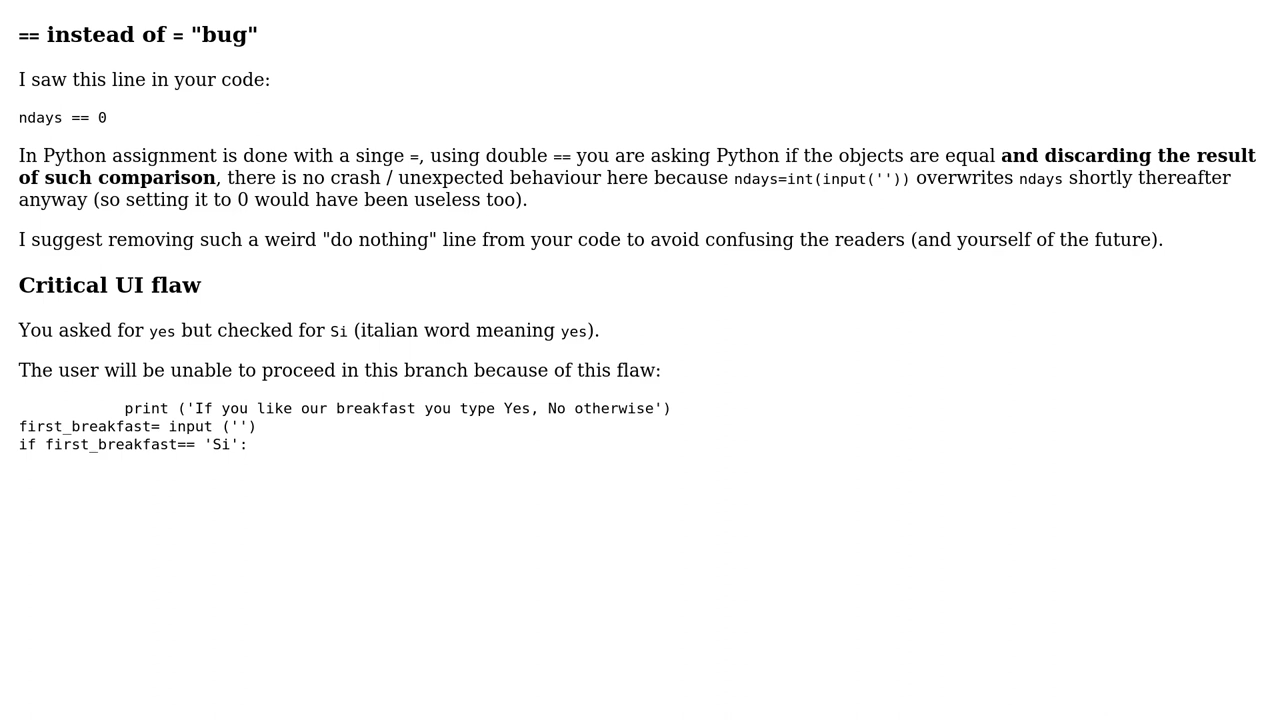 == instead of = "bug"
I saw this line in your code:
ndays == 0
In Python assignment is done with a singe =, using double == you are asking Python if the objects are equal and discarding the result
of such comparison, there is no crash / unexpected behaviour here because ndays=int(input('')) overwrites ndays shortly thereafter
anyway (so setting it to 0 would have been useless too).
I suggest removing such a weird "do nothing" line from your code to avoid confusing the readers (and yourself of the future).
Critical UI flaw
You asked for yes but checked for Si (italian word meaning yes).
The user will be unable to proceed in this branch because of this flaw:
            print ('If you like our breakfast you type Yes, No otherwise')
first_breakfast= input ('')
if first_breakfast== 'Si':